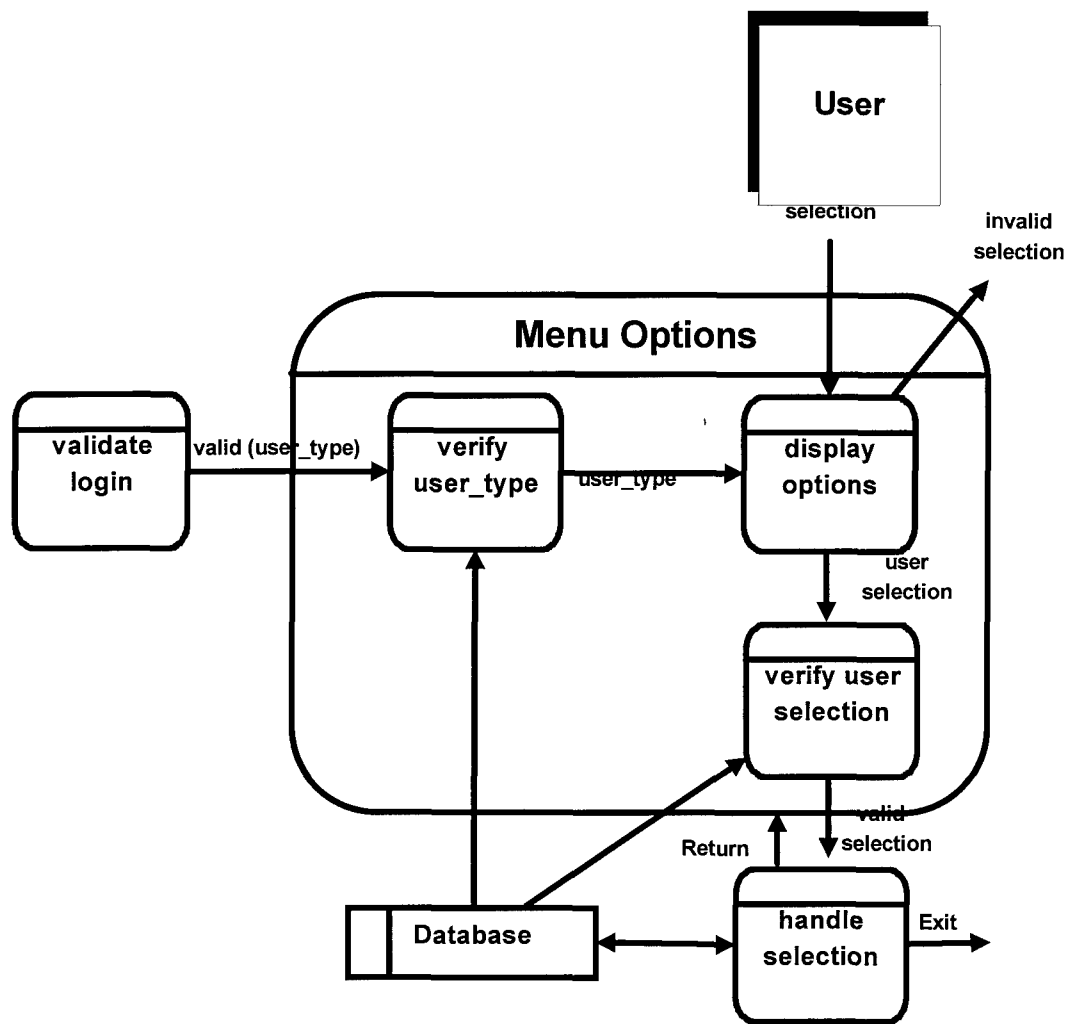 User
selection
invalid
selection
Menu Options
validate
login
valid (user_type)
verify
user_type
user_type
display
options
user
selection
verify user
selection
valid
selection
Return
Database
handle
selection
Exit